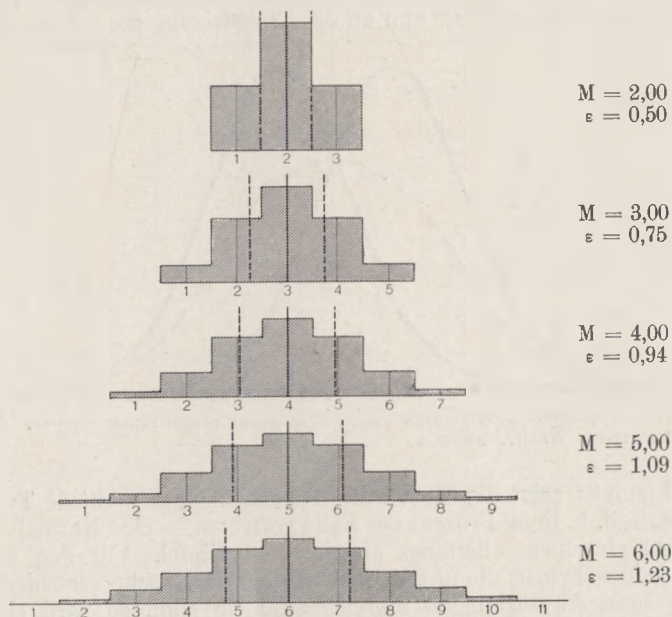 M = 2,00
ε = 0,50
1 2 3
M = 3,00
ε = 0,75
1 2 3 4 5
M = 4,00
ε = 0,94
1 2 3 4 5 6 7
M = 5,00
ε = 1,09
1 2 3 4 5 6 7 8 9
M = 6,00
ε = 1,23
1 2 3 4 5 6 7 8 9 10 11